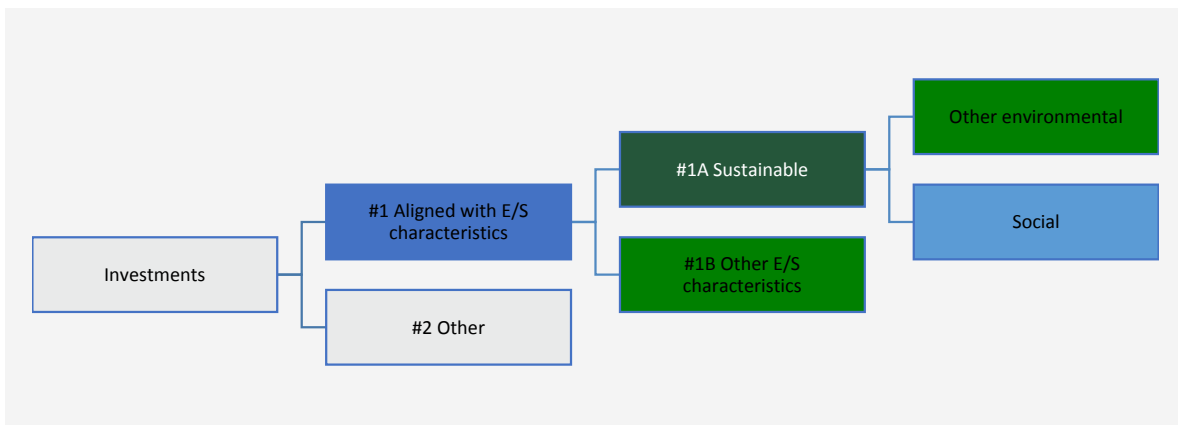 Investments
#1 Aligned with E/S
characteristics
#2 Other
#1A Sustainable
#1B Other E/S
characteristics
Other environmental
Social